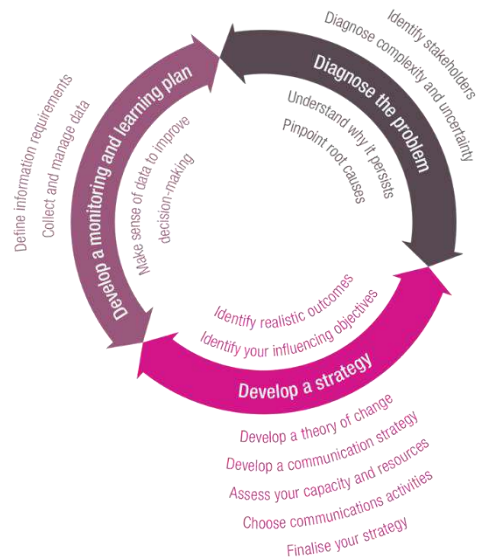 Identify stakeholders
Diagnose complexity and uncertainty
Diagnose the problem
Understand why it persists
Pinpoint root causes
Identify realistic outcomes
Identify your influencing objectives
Develop a strategy
Develop a theory of change
Develop a communication strategy
Assess your capacity and resources
Choose communications activities
Finalise your strategy
Define information requirements
Collect and manage data
Develop a monitoring and learning plan
Make sense of data to improve
decision-making